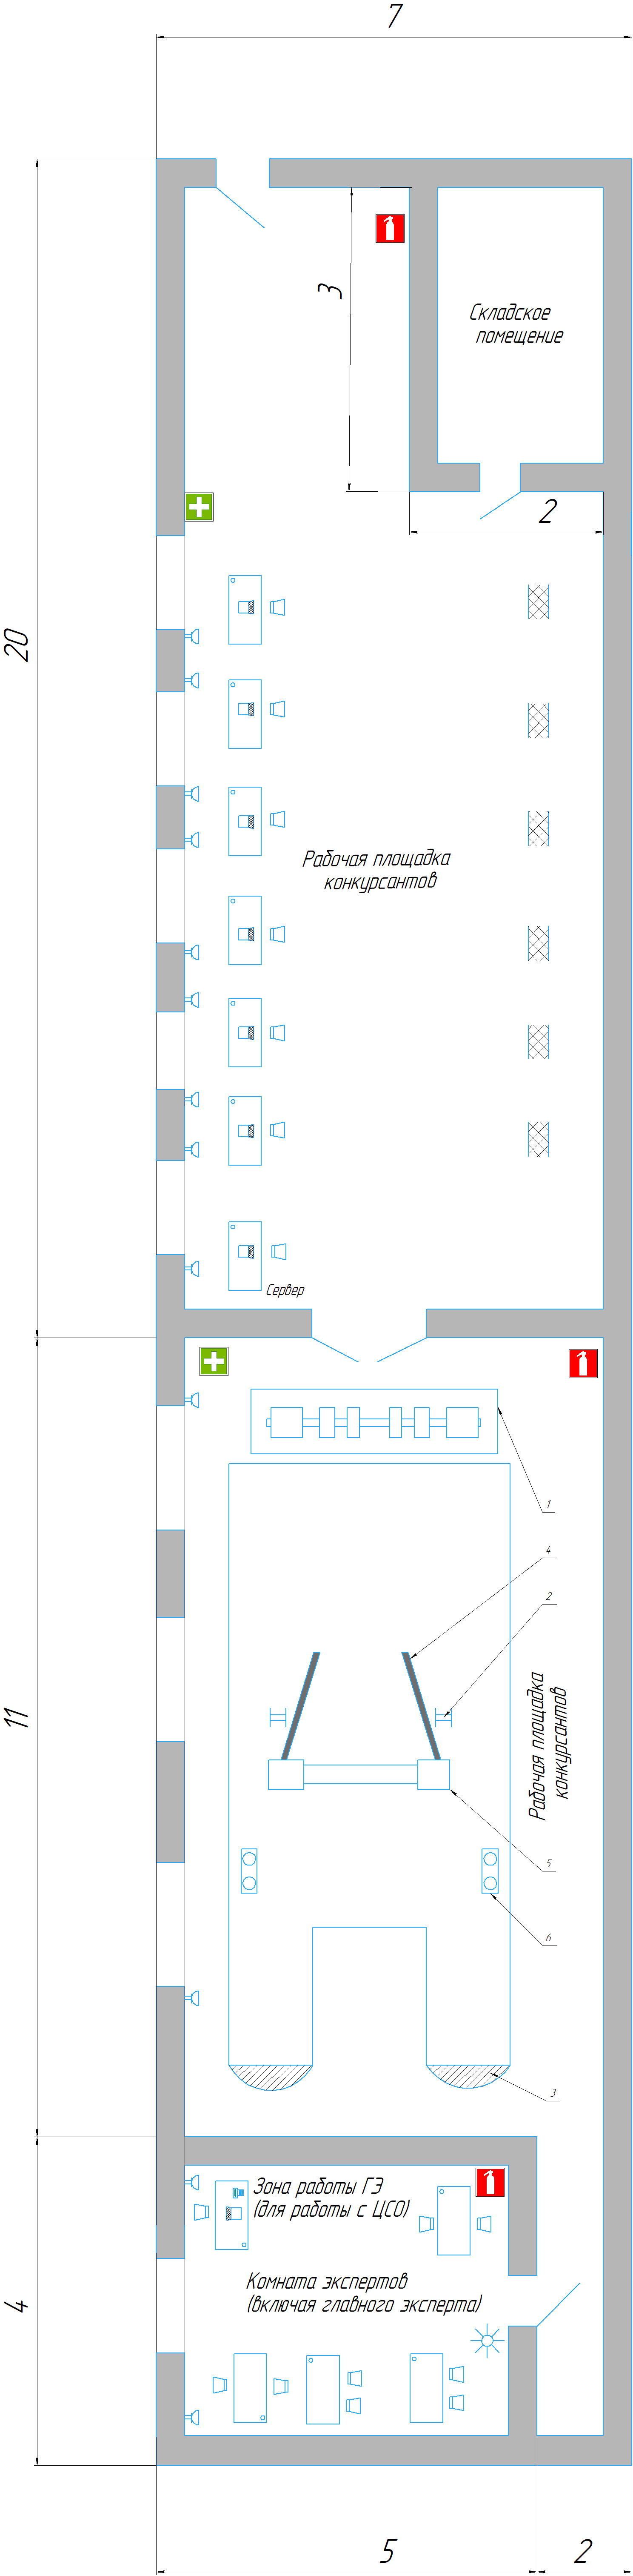 7
3
Складское
помещение
2
20
Рабочая площадка
конкурсантов
Сервер
1
4
2
11
Рабочая площадка
конкурсантов
5
6
3
Зона работы ГЭ
(для работы с ЦСО)
Комната экспертов
(включая главного эксперта)
4
5
2